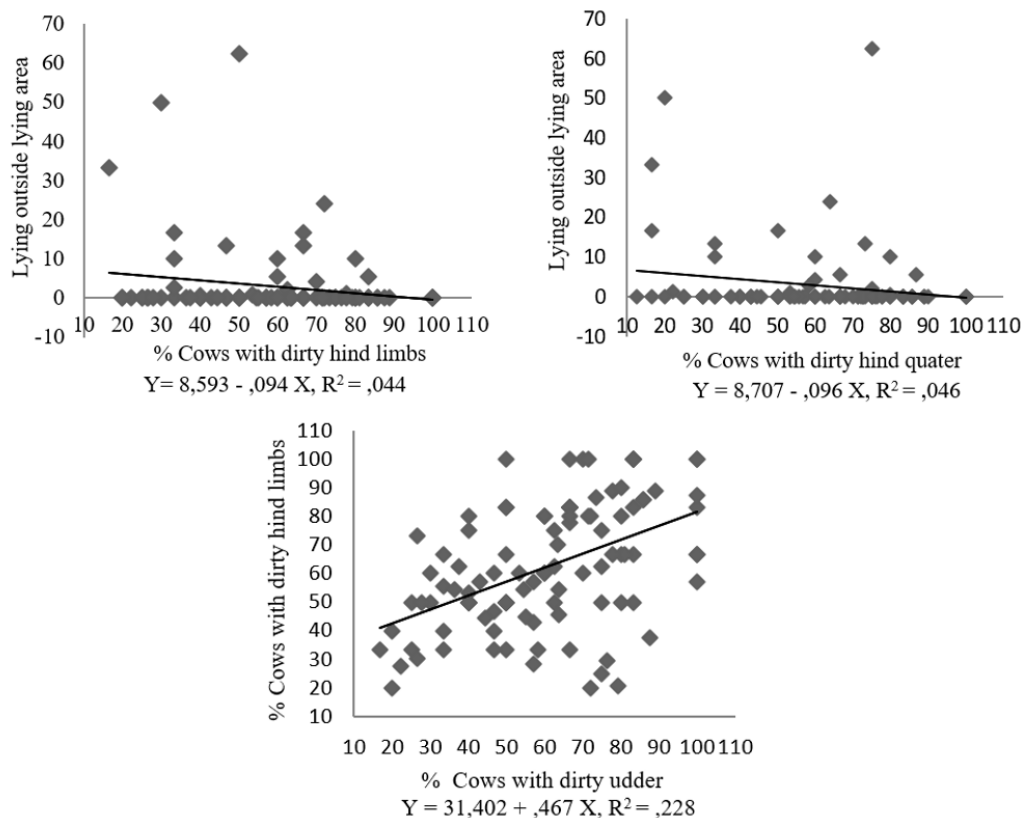 Lying outside lying area
70
60
50
40
30
20
10
0
-10
10 20 30 40 50 60 70 80 90 100 110
% Cows with dirty hind limbs
Y= 8,593 - ,094 X, R² = ,044
Lying outside lying area
70
60
50
40
30
20
10
0
-10
10 20 30 40 50 60 70 80 90 100 110
% Cows with dirty hind quater
Y = 8,707 - ,096 X, R² = ,046
% Cows with dirty hind limbs
110
100
90
80
70
60
50
40
30
20
10
10 20 30 40 50 60 70 80 90 100 110
% Cows with dirty udder
Y = 31,402 + ,467 X, R² = ,228